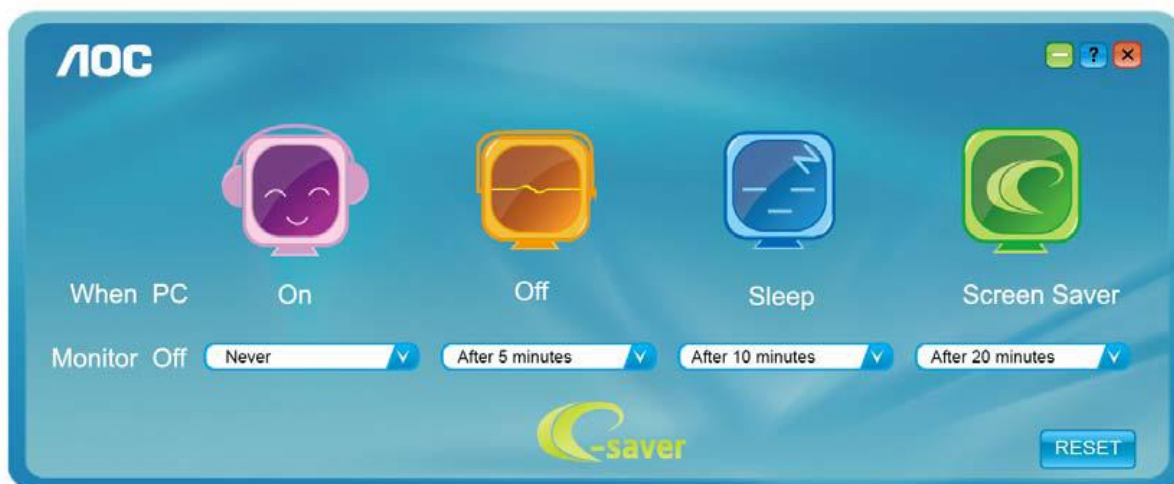 AOC
?
When PC On Off Sleep Screen Saver
Monitor Off Never After 5 minutes After 10 minutes After 20 minutes
e-saver
RESET